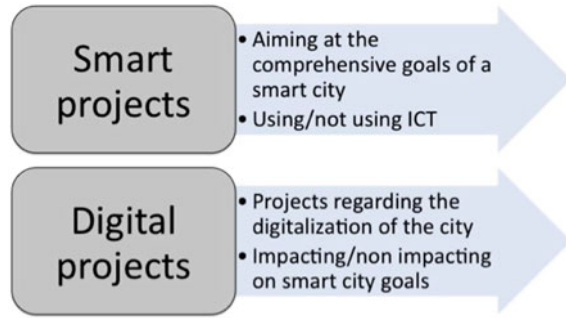 Smart
projects
• Aiming at the
comprehensive goals of a
smart city
• Using/not using ICT
Digital
projects
• Projects regarding the
digitalization of the city
• Impacting/non impacting
on smart city goals